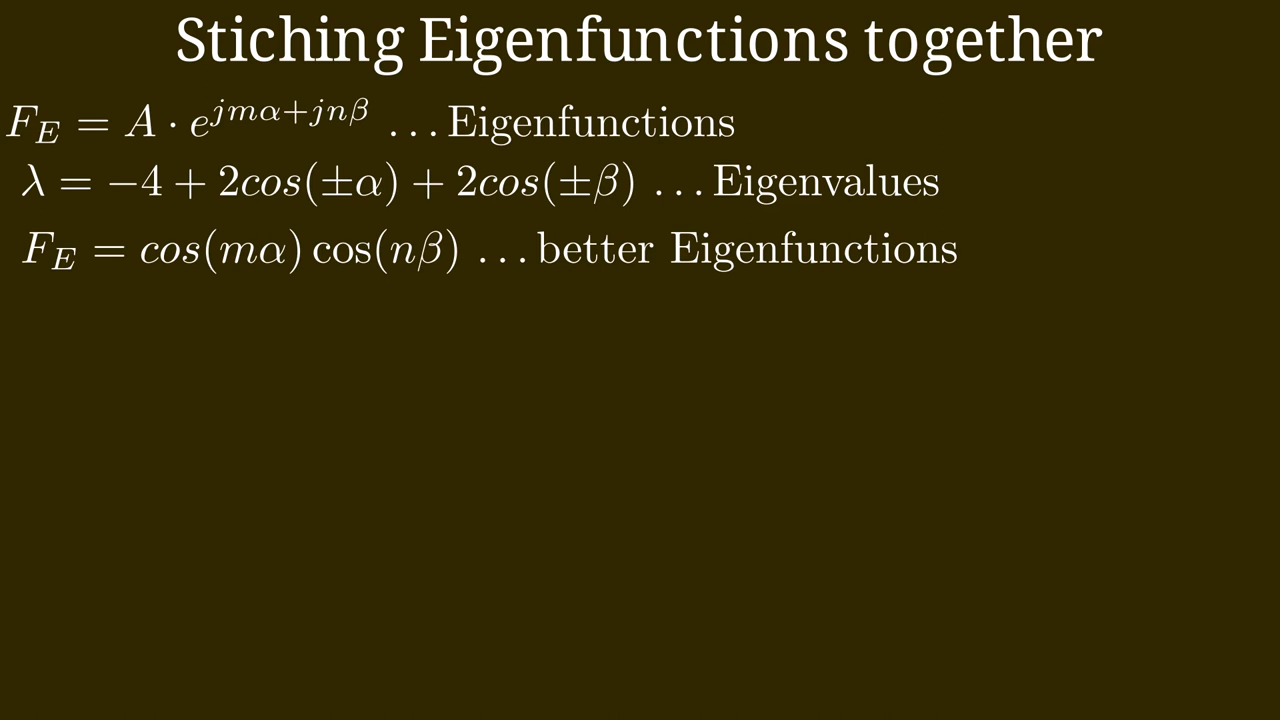 Stiching Eigenfunctions together
F_E = A · e^{jmα+jnβ} ... Eigenfunctions
λ = −4 + 2cos(±α) + 2cos(±β) ... Eigenvalues
F_E = cos(mα) cos(nβ) ... better Eigenfunctions